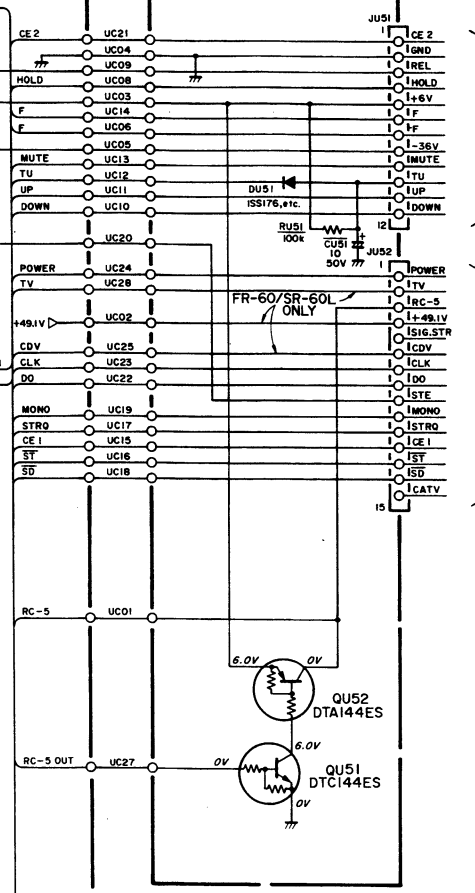 JU51
CE2 UC21 1 CE 2
UC04 GND
UC09 REL
HOLD UC08 HOLD
UC03 +6V
F UC14 F
F UC06 F
UC05 -36V
MUTE UC13 MUTE
TU UC12 TU
UP UC11 UP
DU51
1SS176,etc.
DOWN UC10 12 DOWN
RU51
100k
+
CU51
10
50V
JU52
UC20
POWER UC24 1 POWER
TV UC28 TV
FR-60/SR-60L
ONLY
RC-5
+49.1V UC02 +49.1V
SIG.STR
CDV UC25 CDV
CLK UC23 CLK
DO UC22 DO
STE
MONO UC19 MONO
STRQ UC17 STRQ
CE1 UC15 CE1
ST UC16 ST
SD UC18 SD
15 CATV
RC-5 UC01
6.0V 0V
QU52
DTA144ES
6.0V
RC-5 OUT UC27 0V
QU51
DTC144ES
0V